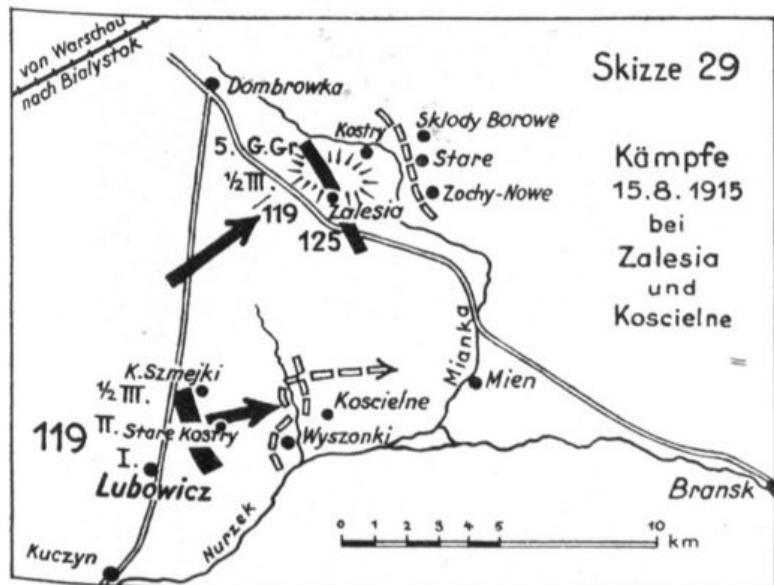 von Warschau
nach Bialystok
Skizze 29
Dombrowka
Kostry
Sklody Borowe
5. G.Gr.
Stare
Kämpfe
½ III.
Zochy-Nowe
15.8.1915
119
Zalesia
bei
125
Zalesia
und
Koscielne
Mianka
K.Szmejki
Mien
½ III.
Koscielne
119
II.
Stare Kostry
Wyszonki
I.
Lubowicz
Bransk
Nurzek
Kuczyn
0 1 2 3 4 5 10
km